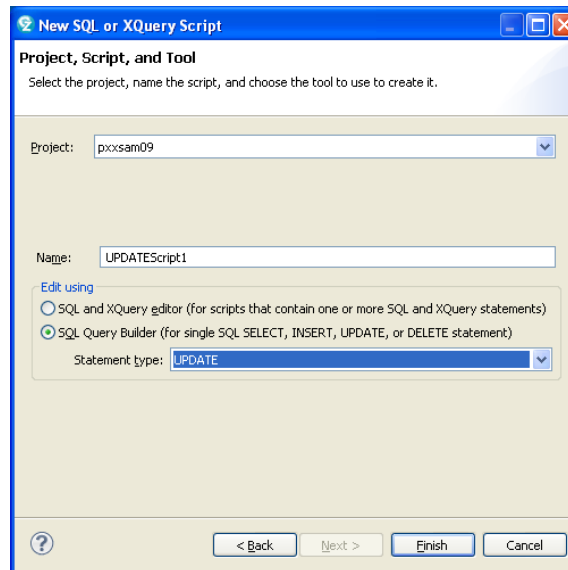 New SQL or XQuery Script
Project, Script, and Tool
Select the project, name the script, and choose the tool to use to create it.
Project: pxxsam09
Name: UPDATEScript1
Edit using
SQL and XQuery editor (for scripts that contain one or more SQL and XQuery statements)
SQL Query Builder (for single SQL SELECT, INSERT, UPDATE, or DELETE statement)
Statement type: UPDATE
? < Back Next > Finish Cancel